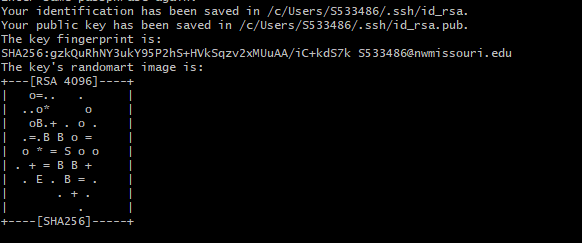 Your identification has been saved in /c/Users/S533486/.ssh/id_rsa.
Your public key has been saved in /c/Users/S533486/.ssh/id_rsa.pub.
The key fingerprint is:
SHA256:gzkQuRhNY3ukY95P2hS+HVkSqzv2xMUuAA/iC+kdS7k S533486@nwmissouri.edu
The key's randomart image is:
+---[RSA 4096]----+
|   o=..   .      |
|  ..o*     o     |
|   oB.+ . o .    |
|  .=.B B o =     |
|  o * = S o o    |
| . + = B B +     |
|  . E . B = .    |
|       . + .     |
|          .      |
+----[SHA256]-----+